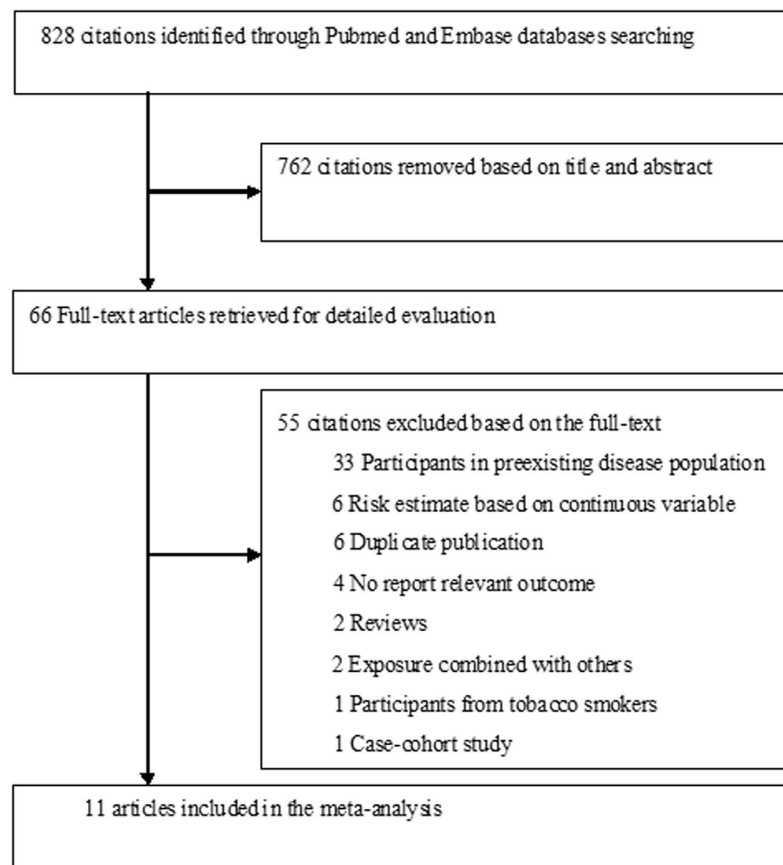 828 citations identified through Pubmed and Embase databases searching
762 citations removed based on title and abstract
66 Full-text articles retrieved for detailed evaluation
55 citations excluded based on the full-text
33 Participants in preexisting disease population
6 Risk estimate based on continuous variable
6 Duplicate publication
4 No report relevant outcome
2 Reviews
2 Exposure combined with others
1 Participants from tobacco smokers
1 Case-cohort study
11 articles included in the meta-analysis